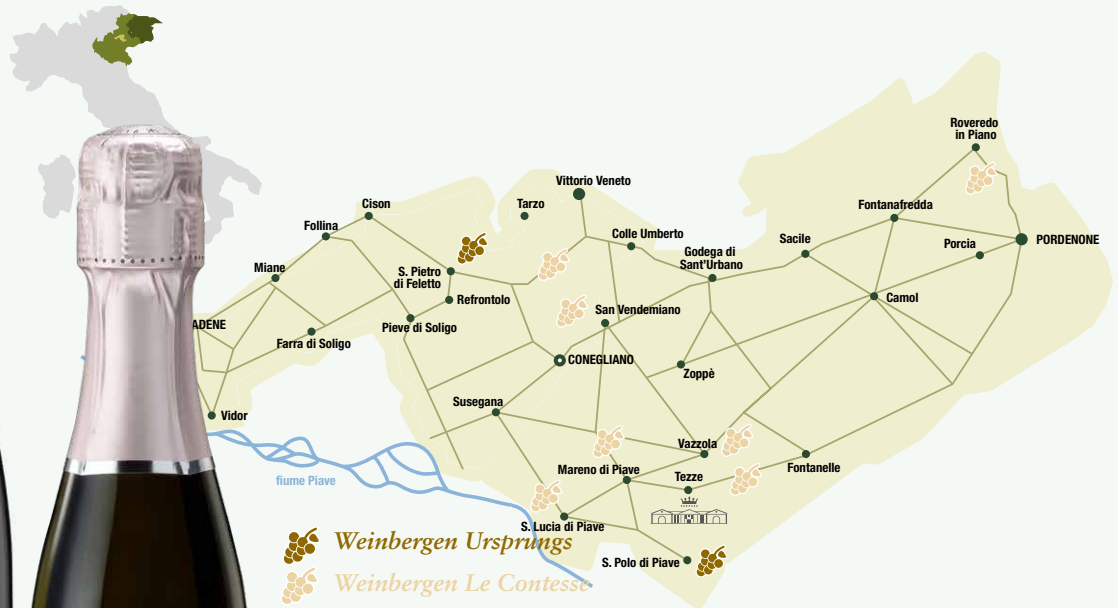 Roveredo
in Piano
Vittorio Veneto
Cison
Tarzo
Fontanafredda
Follina
Colle Umberto
Sacile
PORDENONE
Porcia
Godega di
Sant'Urbano
Miane
S. Pietro
di Feletto
Refrontolo
Camol
San Vendemiano
ADENE
Pieve di Soligo
Farra di Soligo
CONEGLIANO
Zoppè
Susegana
Vidor
Vazzola
Mareno di Piave
Tezze
Fontanelle
fiume Piave
S. Lucia di Piave
Weinbergen Ursprungs
S. Polo di Piave
Weinbergen Le Contesse